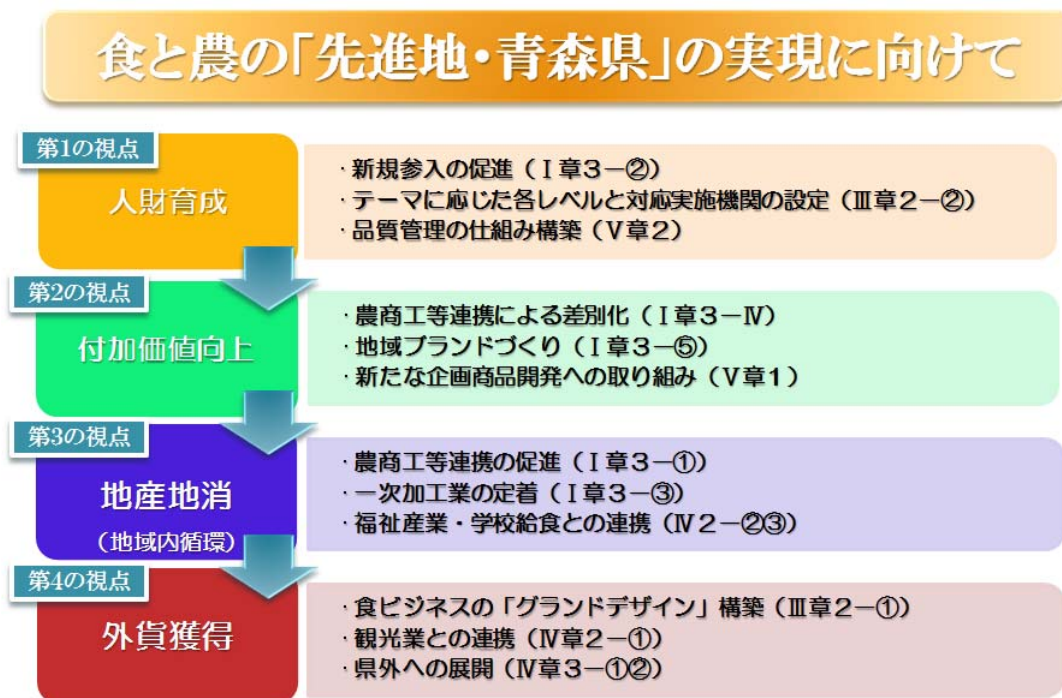 食と農の「先進地・青森県」の実現に向けて
第1の視点
人財育成
・新規参入の促進（Ⅰ章3－②）
・テーマに応じた各レベルと対応実施機関の設定（Ⅲ章2－②）
・品質管理の仕組み構築（Ⅴ章2）
第2の視点
付加価値向上
・農商工等連携による差別化（Ⅰ章3－Ⅳ）
・地域ブランドづくり（Ⅰ章3－⑤）
・新たな企画商品開発への取り組み（Ⅴ章1）
第3の視点
地産地消
（地域内循環）
・農商工等連携の促進（Ⅰ章3－①）
・一次加工業の定着（Ⅰ章3－③）
・福祉産業・学校給食との連携（Ⅳ2－②③）
第4の視点
外貨獲得
・食ビジネスの「グランドデザイン」構築（Ⅲ章2－①）
・観光業との連携（Ⅳ章2－①）
・県外への展開（Ⅳ章3－①②）